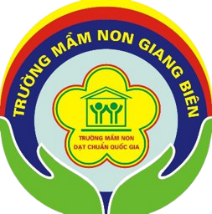 TRƯỜNG MẦM NON GIANG BIÊN
TRƯỜNG MẦM NON
ĐẠT CHUẨN QUỐC GIA